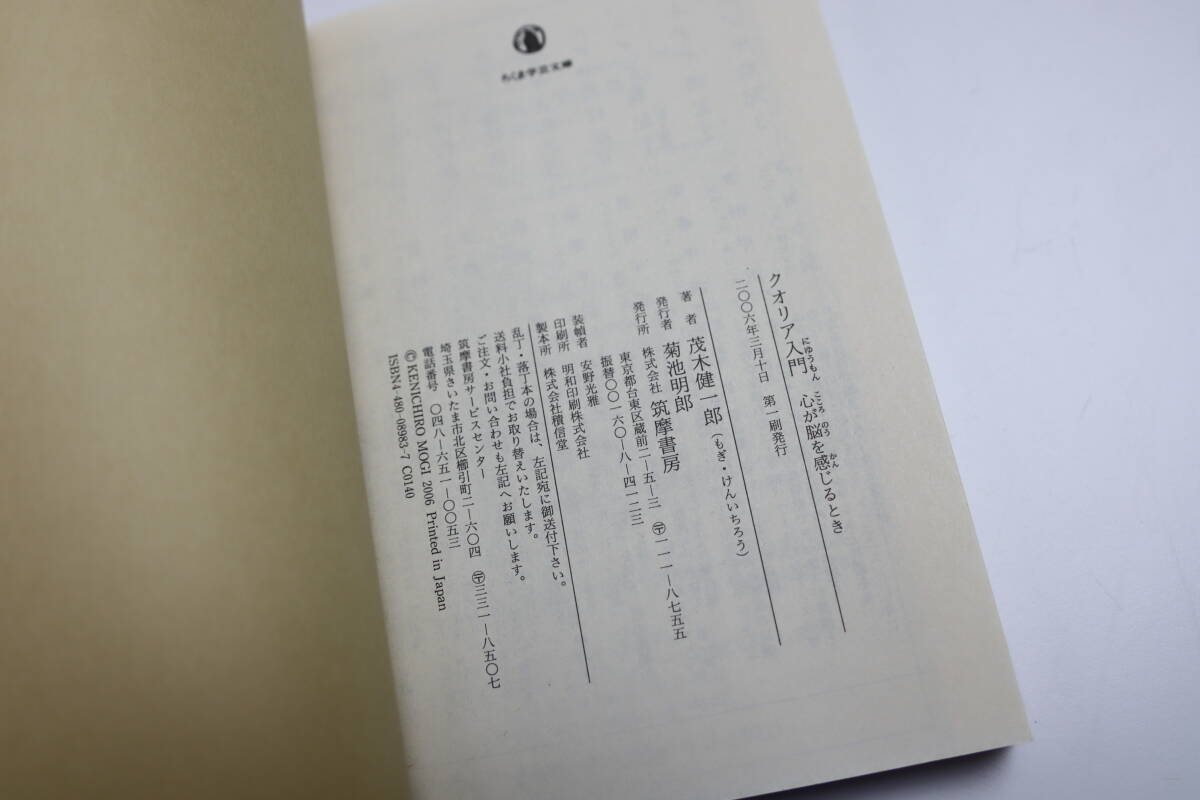 ちくま学芸文庫
クオリア入門 心が脳を感じるとき
にゆうもん こころ のう かん
二〇〇六年三月十日 第一刷発行
著者 茂木健一郎(もぎ・けんいちろう)
発行者 菊池明郎
発行所 株式会社 筑摩書房
東京都台東区蔵前二—五—三 〒一一一—八七五五
振替〇〇一六〇—八—四一二三
装幀者 安野光雅
印刷所 明和印刷株式会社
製本所 株式会社積信堂
乱丁・落丁本の場合は、左記宛に御送付下さい。
送料小社負担でお取り替えいたします。
ご注文・お問い合わせも左記へお願いします。
筑摩書房サービスセンター
埼玉県さいたま市北区櫛引町二—六〇四 〒三三一—八五〇七
電話番号 〇四八—六五一—〇〇五三
©KENICHIRO MOGI 2006 Printed in Japan
ISBN4-480-08983-7 C0140